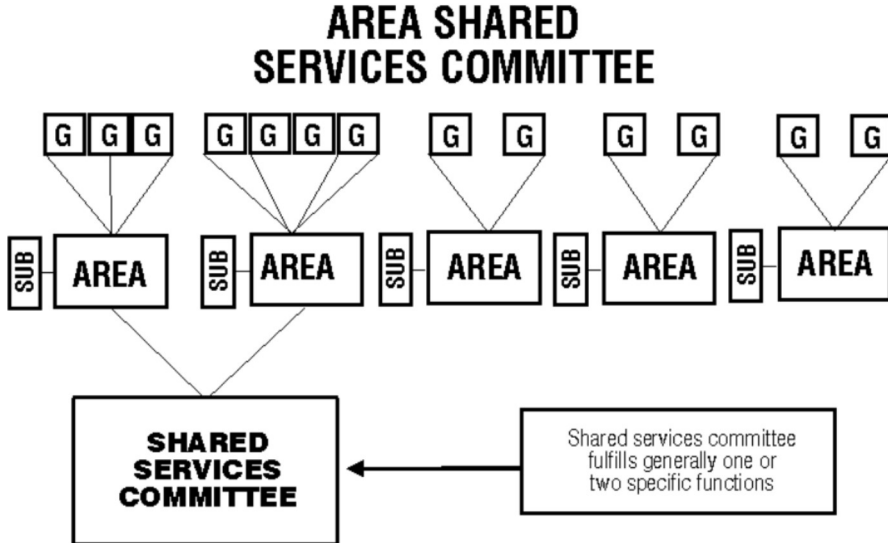 AREA SHARED
SERVICES COMMITTEE
G G G G G G G G G G G G G
SUB AREA SUB AREA SUB AREA SUB AREA SUB AREA
SHARED
SERVICES
COMMITTEE
Shared services committee
fulfills generally one or
two specific functions